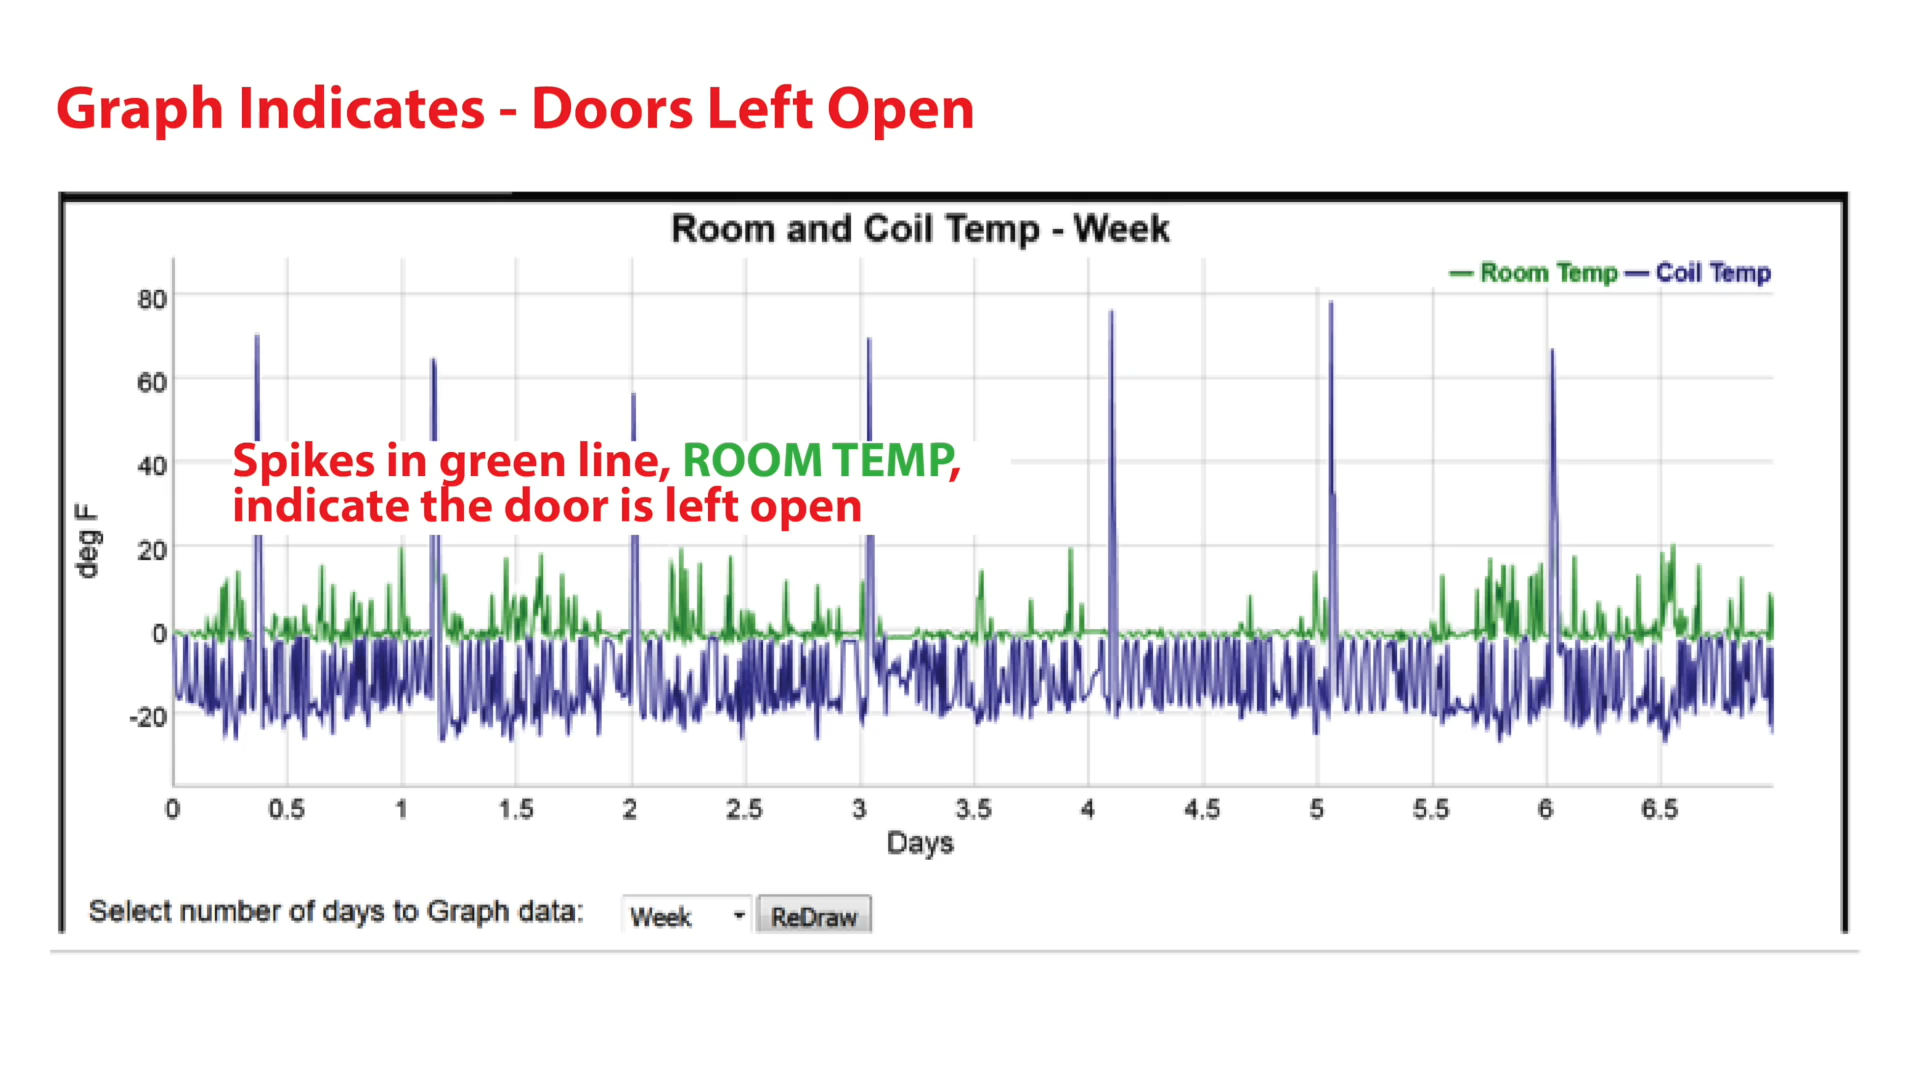 Graph Indicates - Doors Left Open
Room and Coil Temp - Week
Room Temp Coil Temp
80
60
40
20
0
-20
deg F
Spikes in green line, ROOM TEMP,
indicate the door is left open
0 0.5 1 1.5 2 2.5 3 3.5 4 4.5 5 5.5 6 6.5
Days
Select number of days to Graph data: Week ReDraw